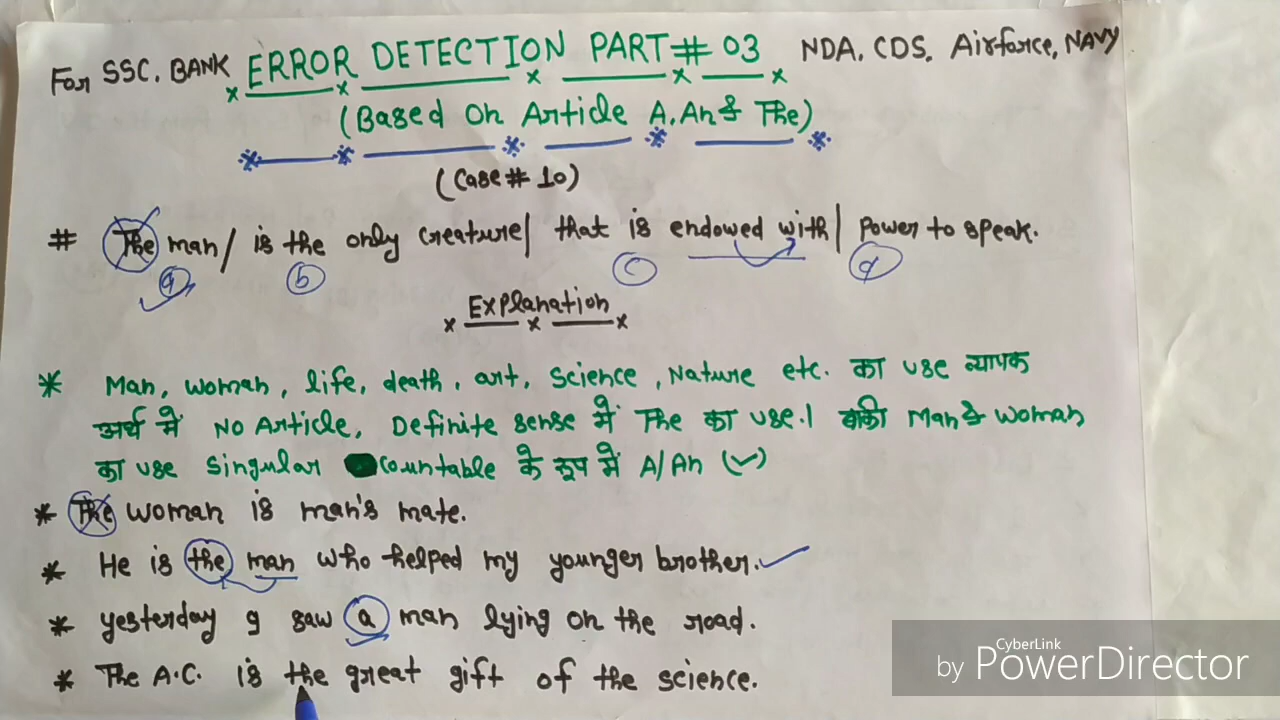 For SSC. BANK ERROR DETECTION PART # 03 NDA. CDS. Airforce, NAVY
(Based On Article A. An & The)
(Case# 10)
# The man/ is the only creature/ that is endowed with/ Power to speak.
a b c d
Explanation
* Man, woman, life, death, art, Science, Nature etc. का use व्यापक
अर्थ में No Article, Definite sense में The का use.। बाकी Man & woman
का use Singular countable के रूप में A/An (✓)
* The woman is man's mate.
* He is the man who helped my younger brother. ✓
* yesterday I saw a man lying on the road.
* The A.C. is the great gift of the science.
CyberLink
by PowerDirector